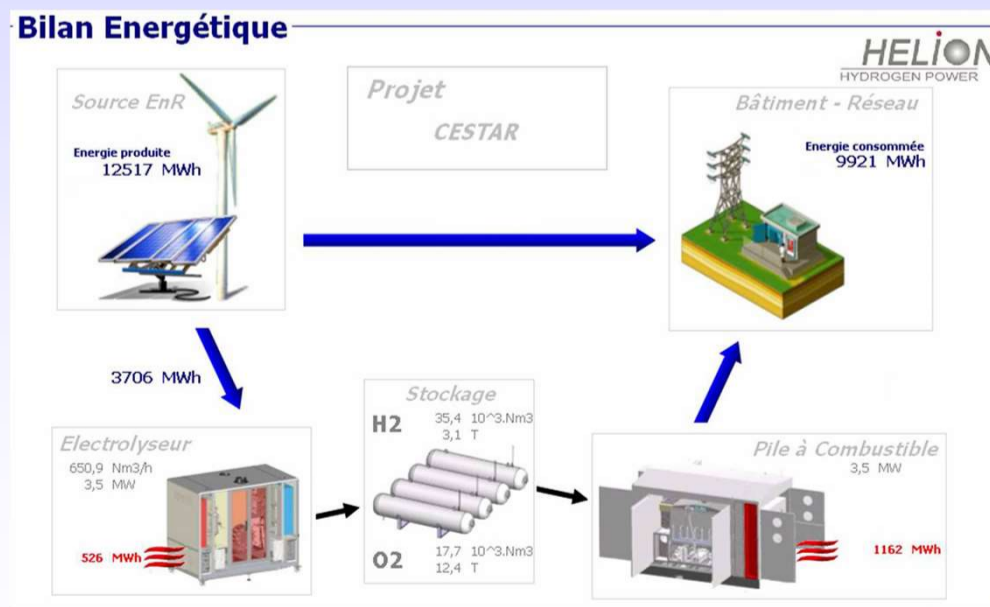 Bilan Energétique
HELION
HYDROGEN POWER
Source EnR
Energie produite
12517 MWh
Projet
CESTAR
Bâtiment - Réseau
Energie consommée
9921 MWh
3706 MWh
Electrolyseur
650,9 Nm3/h
3,5 MW
526 MWh
Stockage
H2
35,4 10^3.Nm3
3,1 T
O2
17,7 10^3.Nm3
12,4 T
Pile à Combustible
3,5 MW
1162 MWh